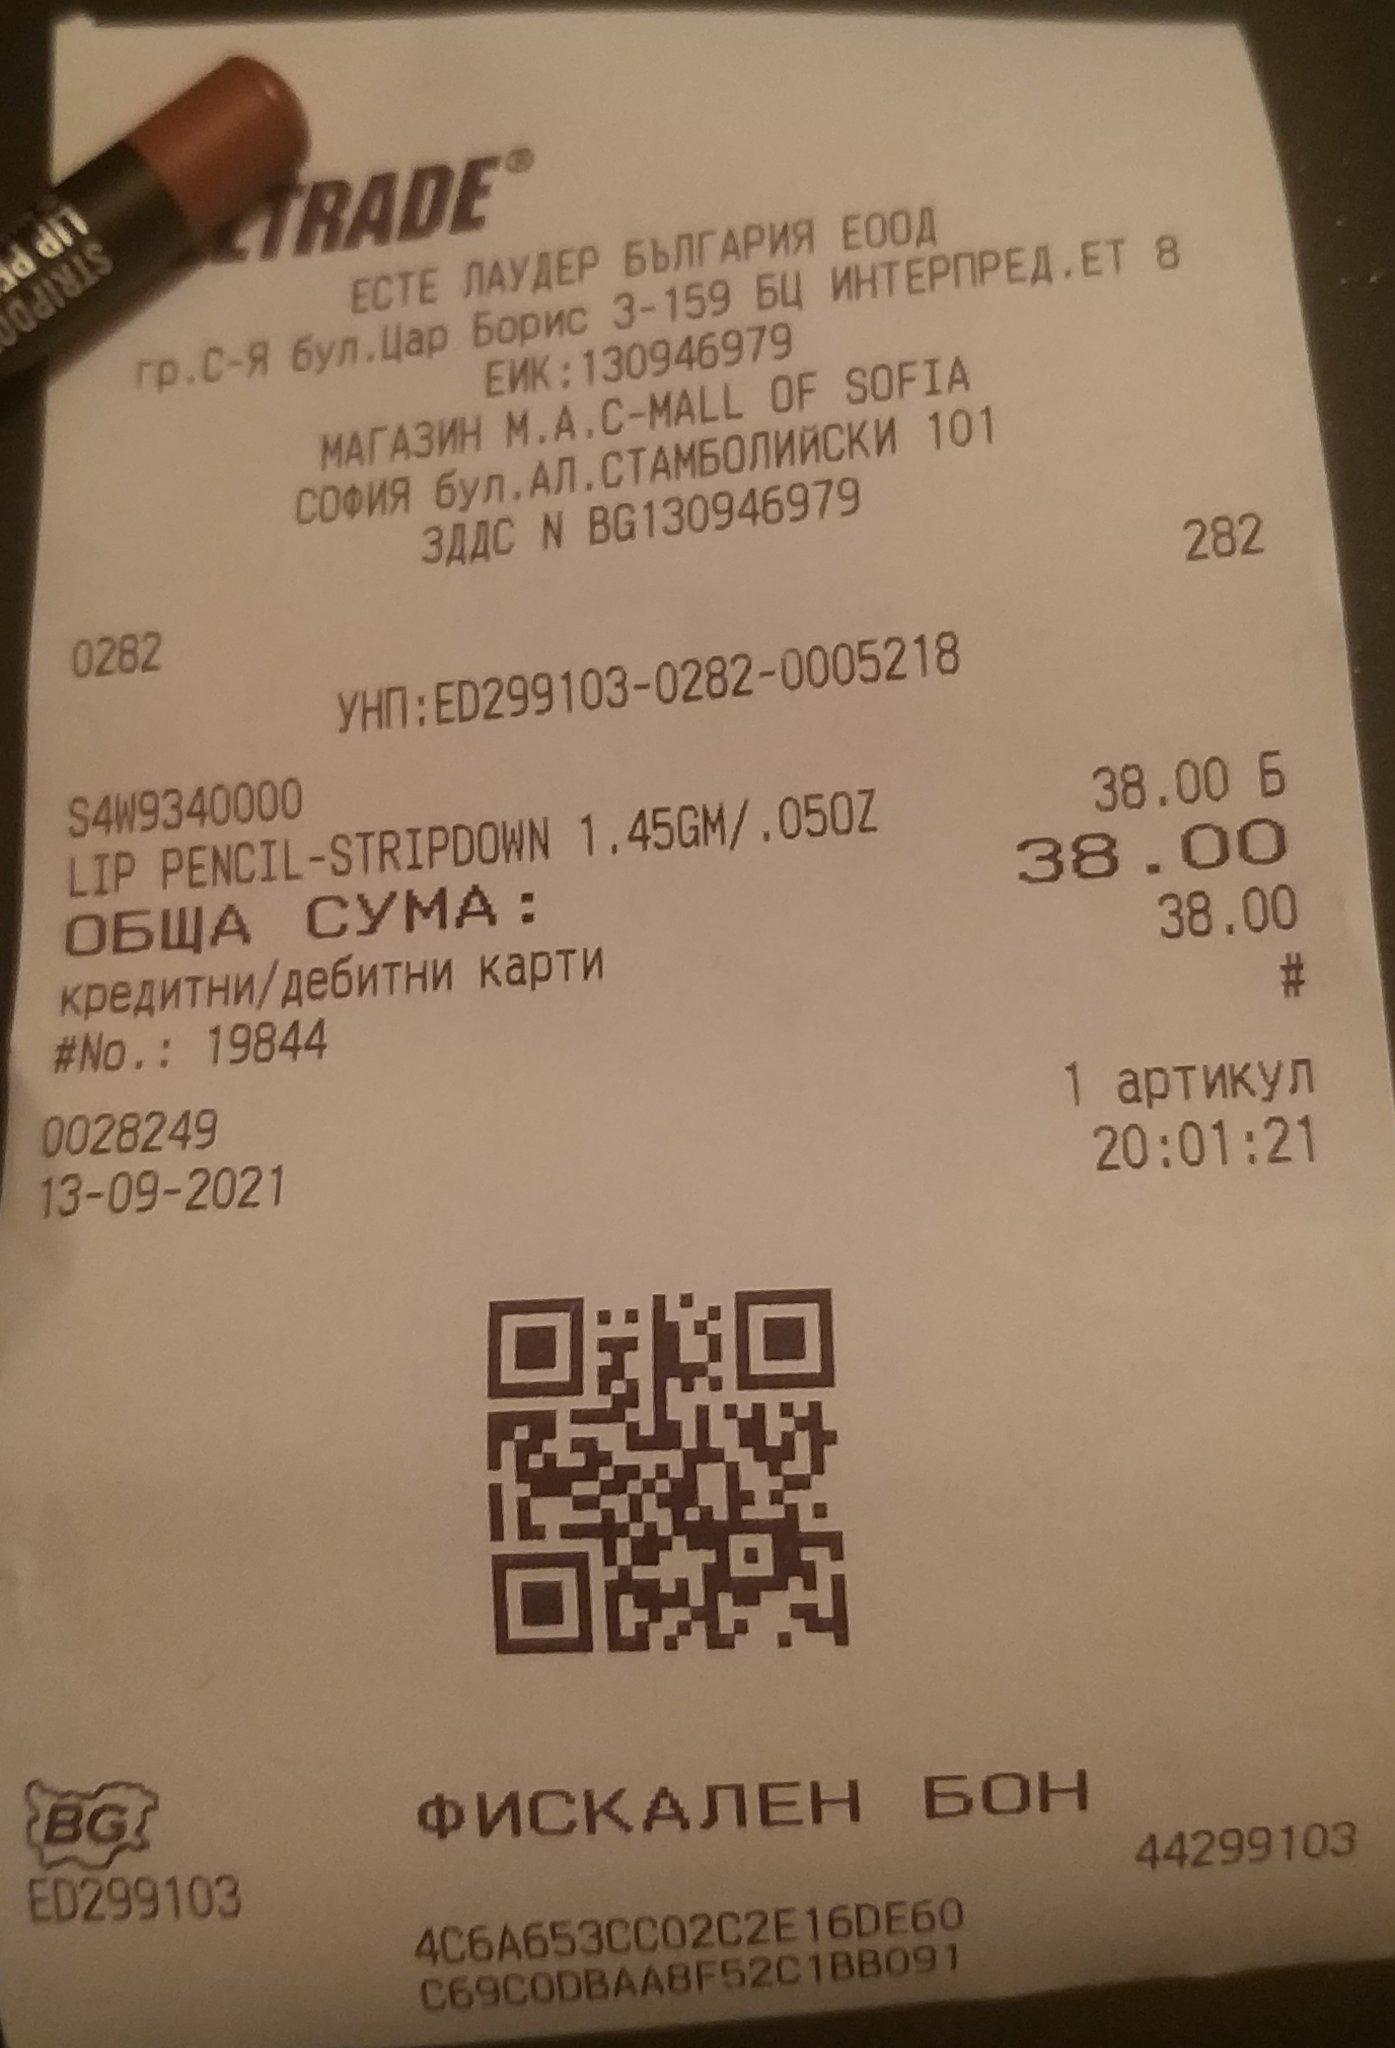 LIP PE
STRIPDO
TRADE®
ЕСТЕ ЛАУДЕР БЪЛГАРИЯ ЕООД
гр.С-Я бул.Цар Борис 3-159 БЦ ИНТЕРПРЕД.ЕТ 8
ЕИК:130946979
МАГАЗИН M.A.C-MALL OF SOFIA
СОФИЯ бул.АЛ.СТАМБОЛИЙСКИ 101
ЗДДС N BG130946979
282
0282
УНП:ED299103-0282-0005218
S4W9340000 38.00 Б
LIP PENCIL-STRIPDOWN 1.45GM/.05OZ
ОБЩА СУМА: 38.00
кредитни/дебитни карти 38.00
#No.: 19844 #
0028249 1 артикул
13-09-2021 20:01:21
BG
ФИСКАЛЕН БОН
ED299103 44299103
4C6A653CC02C2E16DE60
C69C0DBAA8F52C1BB091